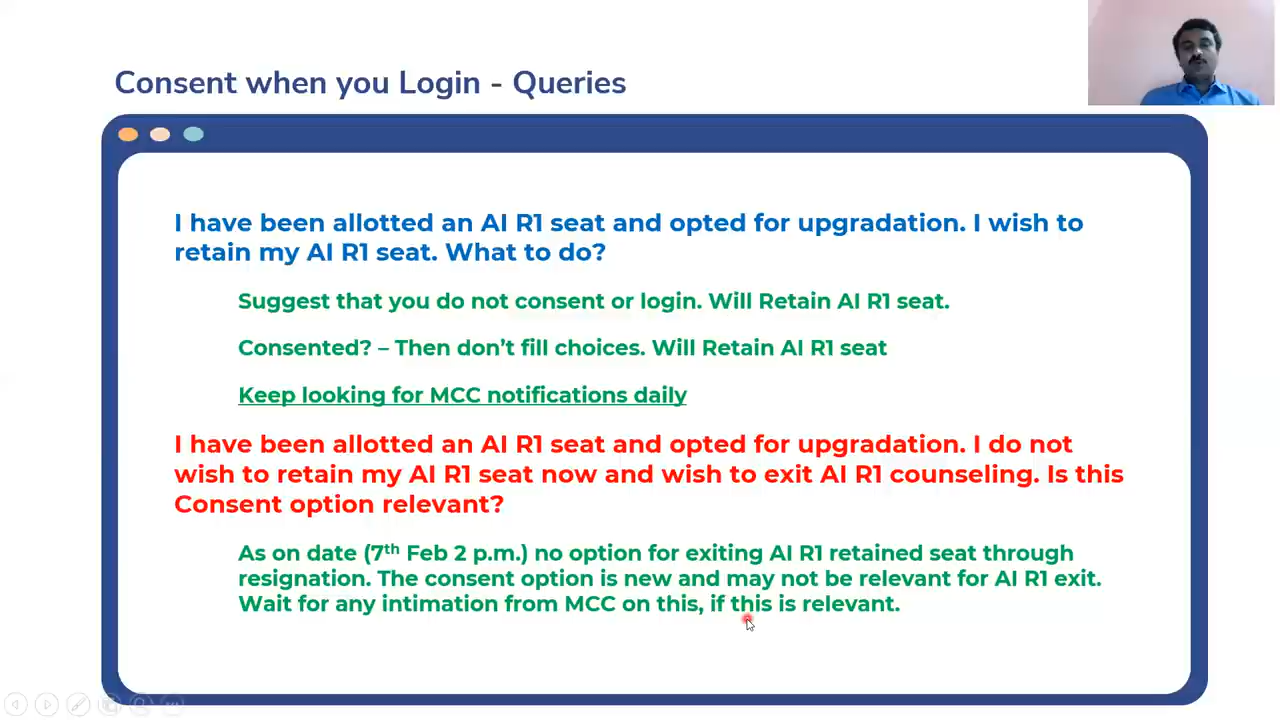 Consent when you Login - Queries
I have been allotted an AI R1 seat and opted for upgradation. I wish to
retain my AI R1 seat. What to do?
Suggest that you do not consent or login. Will Retain AI R1 seat.
Consented? – Then don’t fill choices. Will Retain AI R1 seat
Keep looking for MCC notifications daily
I have been allotted an AI R1 seat and opted for upgradation. I do not
wish to retain my AI R1 seat now and wish to exit AI R1 counseling. Is this
Consent option relevant?
As on date (7th Feb 2 p.m.) no option for exiting AI R1 retained seat through
resignation. The consent option is new and may not be relevant for AI R1 exit.
Wait for any intimation from MCC on this, if this is relevant.